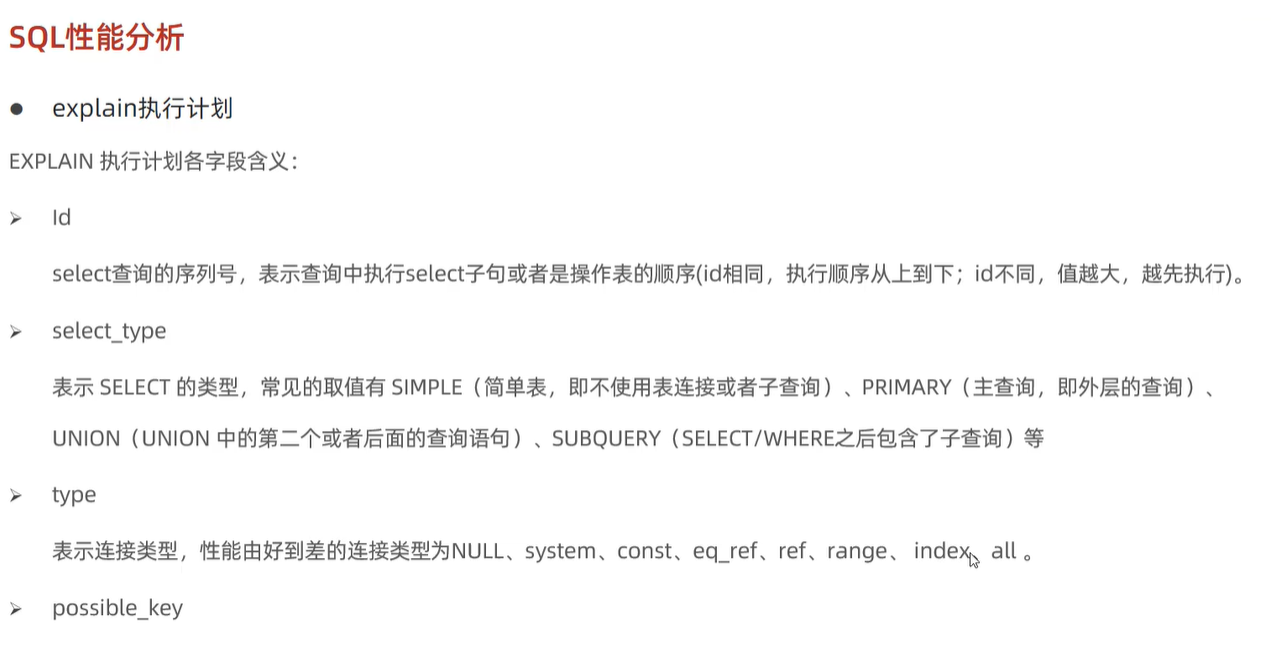 SQL性能分析
● explain执行计划
EXPLAIN 执行计划各字段含义：
➢ Id
select查询的序列号，表示查询中执行select子句或者是操作表的顺序(id相同，执行顺序从上到下；id不同，值越大，越先执行)。
➢ select_type
表示 SELECT 的类型，常见的取值有 SIMPLE（简单表，即不使用表连接或者子查询）、PRIMARY（主查询，即外层的查询）、
UNION（UNION 中的第二个或者后面的查询语句）、SUBQUERY（SELECT/WHERE之后包含了子查询）等
➢ type
表示连接类型，性能由好到差的连接类型为NULL、system、const、eq_ref、ref、range、 index、all 。
➢ possible_key